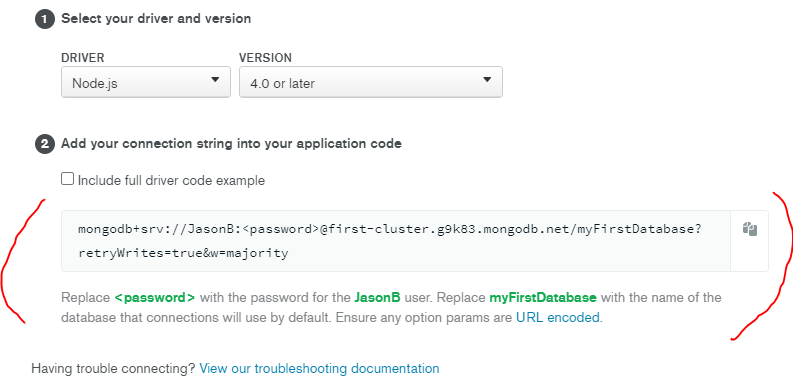 1 Select your driver and version
DRIVER VERSION
Node.js 4.0 or later
2 Add your connection string into your application code
Include full driver code example
mongodb+srv://JasonB:<password>@first-cluster.g9k83.mongodb.net/myFirstDatabase?
retryWrites=true&w=majority
Replace <password> with the password for the JasonB user. Replace myFirstDatabase with the name of the
database that connections will use by default. Ensure any option params are URL encoded.
Having trouble connecting? View our troubleshooting documentation